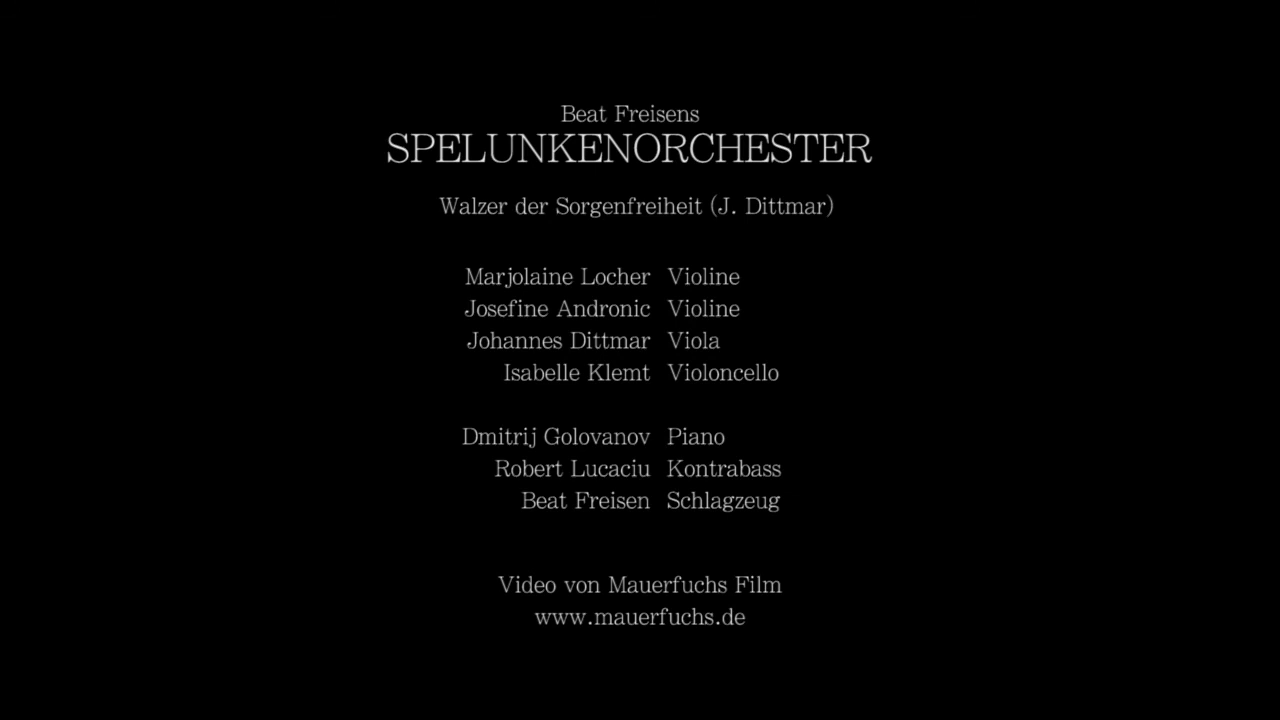 Beat Freisens
SPELUNKENORCHESTER
Walzer der Sorgenfreiheit (J. Dittmar)
Marjolaine Locher Violine
Josefine Andronic Violine
Johannes Dittmar Viola
Isabelle Klemt Violoncello
Dmitrij Golovanov Piano
Robert Lucaciu Kontrabass
Beat Freisen Schlagzeug
Video von Mauerfuchs Film
www.mauerfuchs.de